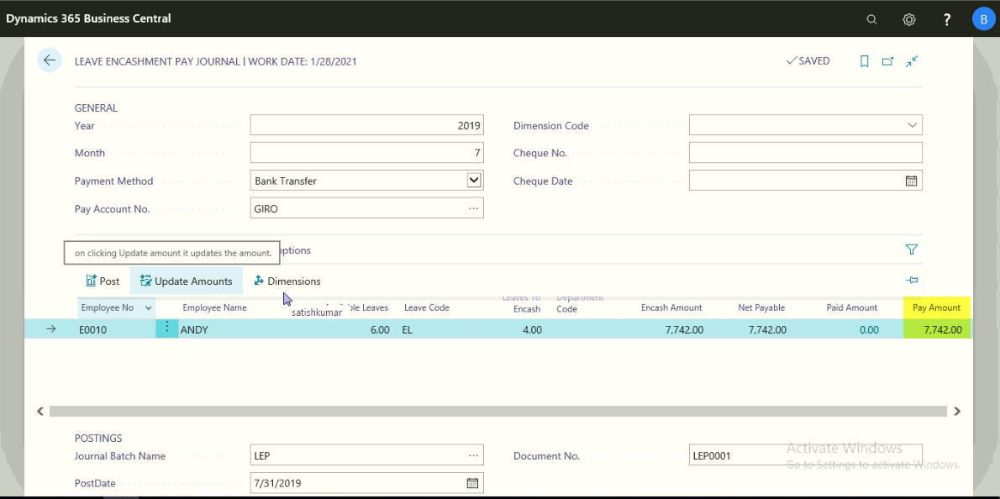 Dynamics 365 Business Central
?
B
LEAVE ENCASHMENT PAY JOURNAL | WORK DATE: 1/28/2021
SAVED
GENERAL
Year 2019 Dimension Code
Month 7 Cheque No.
Payment Method Bank Transfer Cheque Date
Pay Account No. GIRO ...
on clicking Update amount it updates the amount.
Post Update Amounts Dimensions
Employee No Employee Name Leaves Leave Code Leaves To Encash Department Code Encash Amount Net Payable Paid Amount Pay Amount
satishkumar
E0010 ANDY 6.00 EL 4.00 7,742.00 7,742.00 0.00 7,742.00
POSTINGS
Journal Batch Name LEP ... Document No. LEP0001
PostDate 7/31/2019
Activate Windows
Go to Settings to activate Windows.